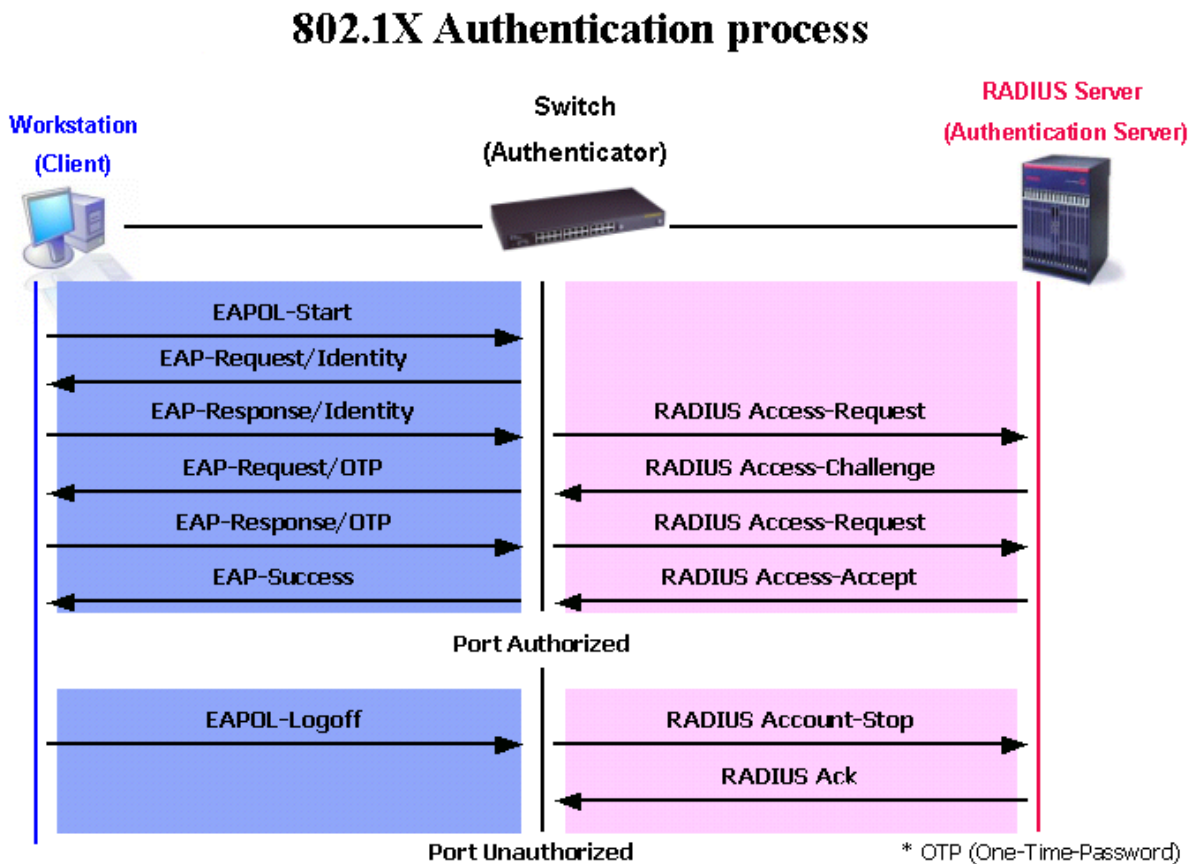 802.1X Authentication process
Workstation
(Client)
Switch
(Authenticator)
RADIUS Server
(Authentication Server)
EAPOL-Start
EAP-Request/Identity
EAP-Response/Identity
RADIUS Access-Request
EAP-Request/OTP
RADIUS Access-Challenge
EAP-Response/OTP
RADIUS Access-Request
EAP-Success
RADIUS Access-Accept
Port Authorized
EAPOL-Logoff
RADIUS Account-Stop
RADIUS Ack
Port Unauthorized
* OTP (One-Time-Password)